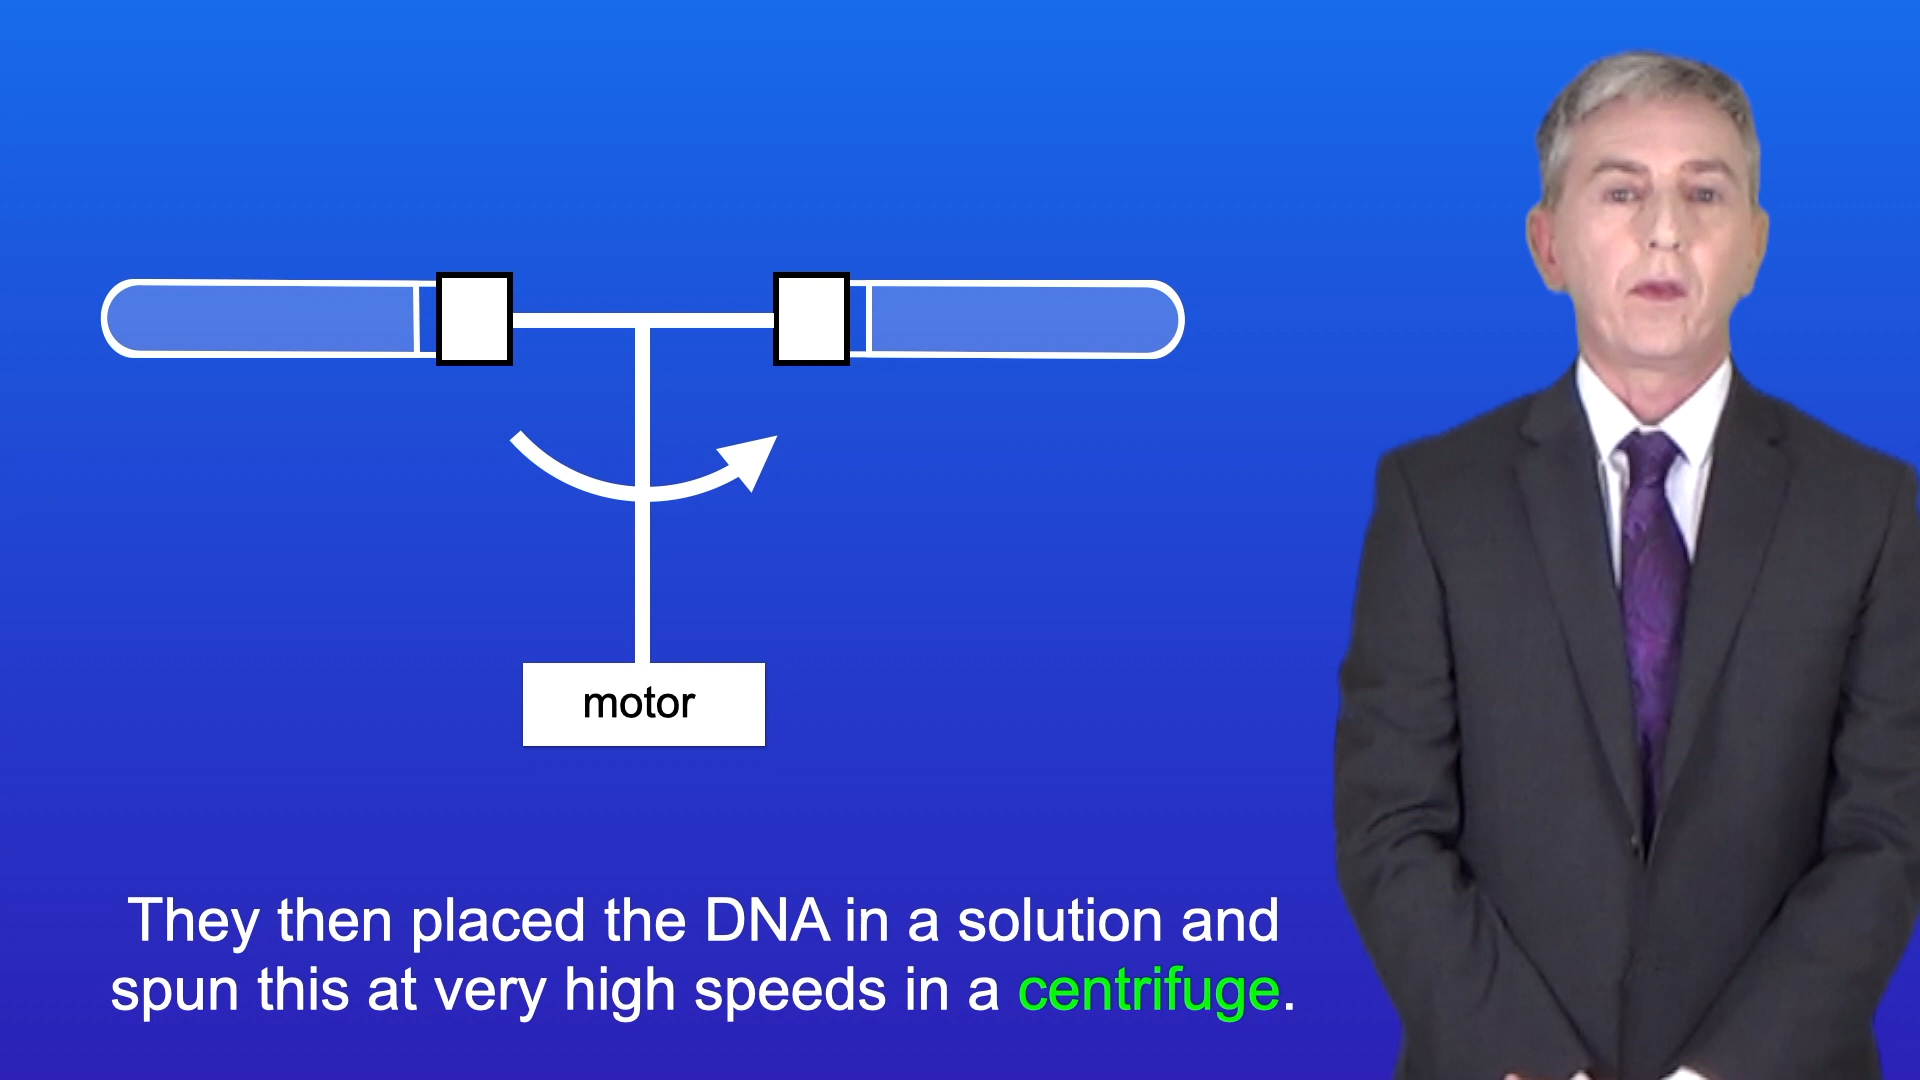 motor
They then placed the DNA in a solution and
spun this at very high speeds in a centrifuge.